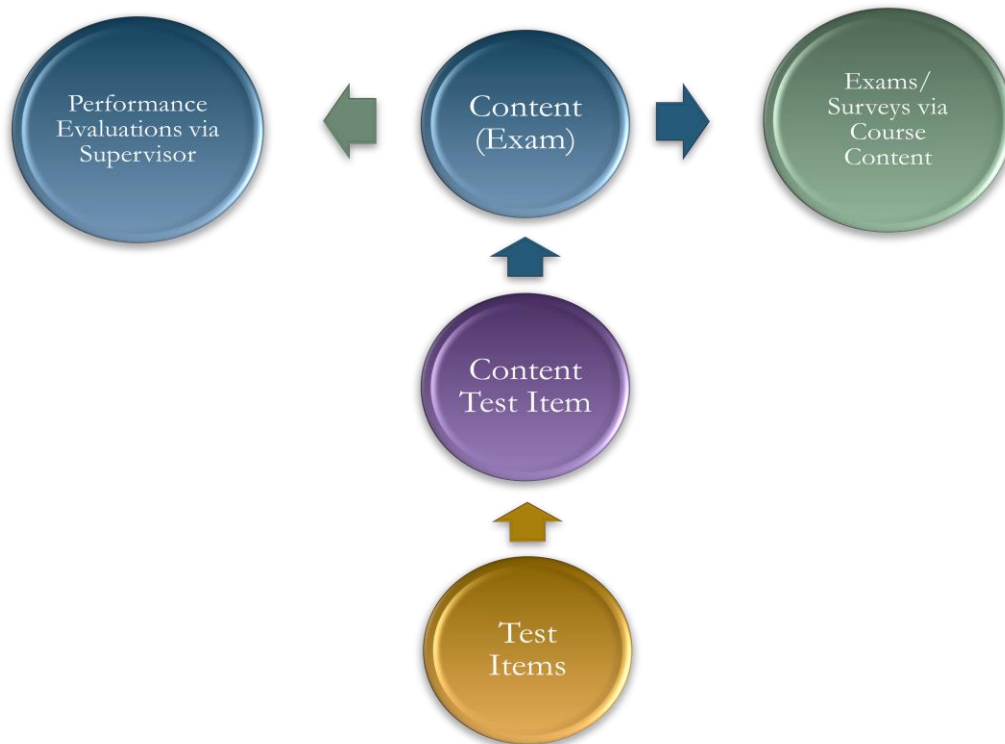 Performance
Evaluations via
Supervisor
Content
(Exam)
Exams/
Surveys via
Course
Content
Content
Test Item
Test
Items